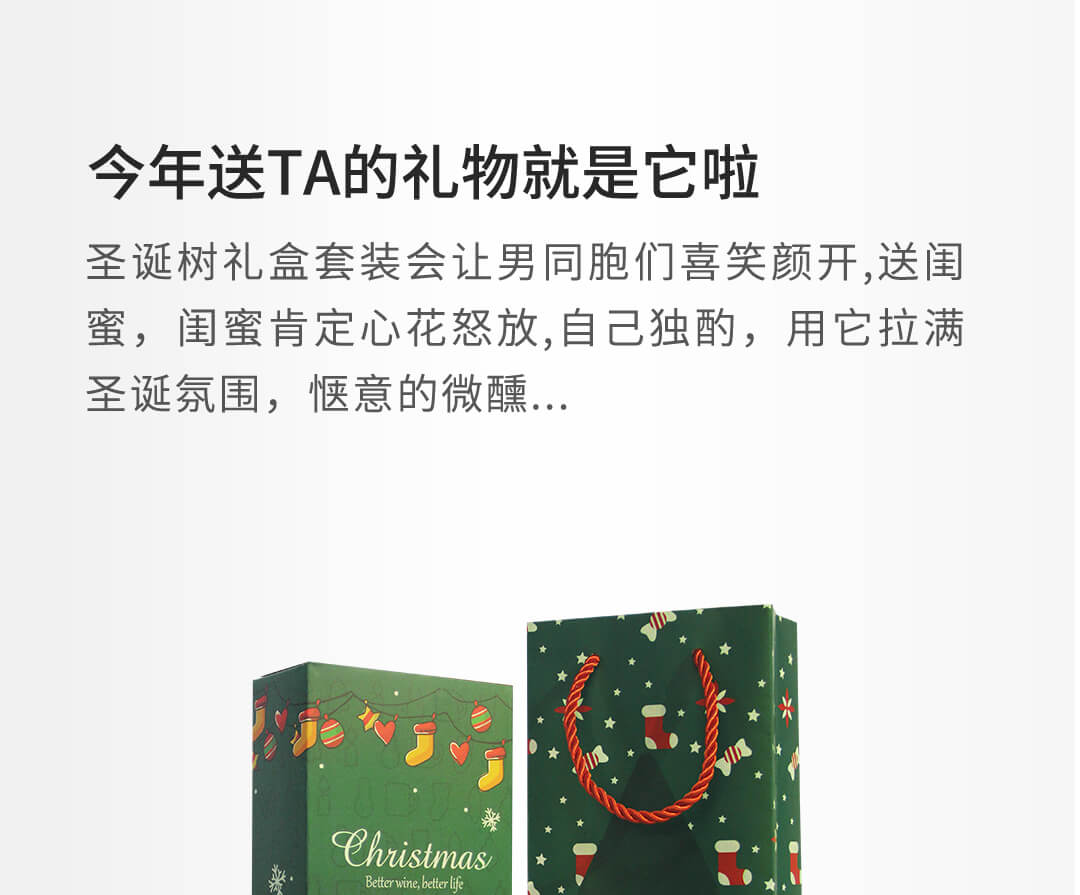 今年送TA的礼物就是它啦
圣诞树礼盒套装会让男同胞们喜笑颜开,送闺
蜜，闺蜜肯定心花怒放,自己独酌，用它拉满
圣诞氛围，惬意的微醺...
Christmas
Better wine, better life